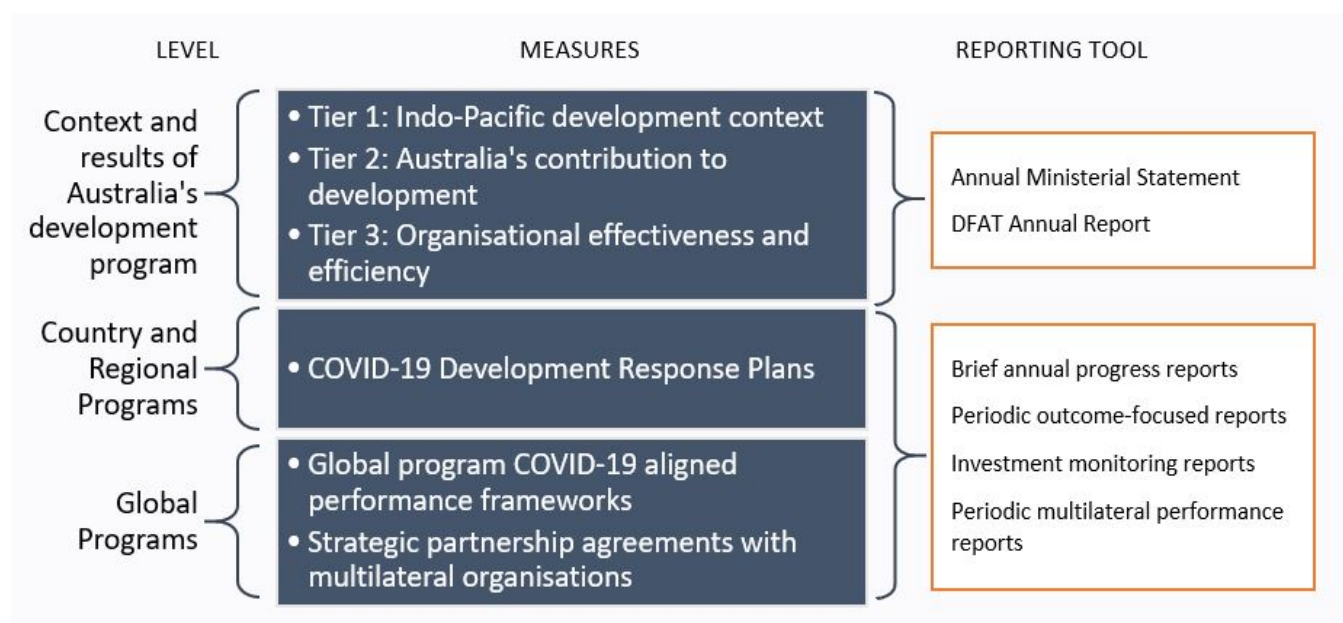 LEVEL
MEASURES
REPORTING TOOL
Context and
results of
Australia's
development
program
• Tier 1: Indo-Pacific development context
• Tier 2: Australia's contribution to
development
• Tier 3: Organisational effectiveness and
efficiency
Annual Ministerial Statement
DFAT Annual Report
Country and
Regional
Programs
• COVID-19 Development Response Plans
Global
Programs
• Global program COVID-19 aligned
performance frameworks
• Strategic partnership agreements with
multilateral organisations
Brief annual progress reports
Periodic outcome-focused reports
Investment monitoring reports
Periodic multilateral performance
reports